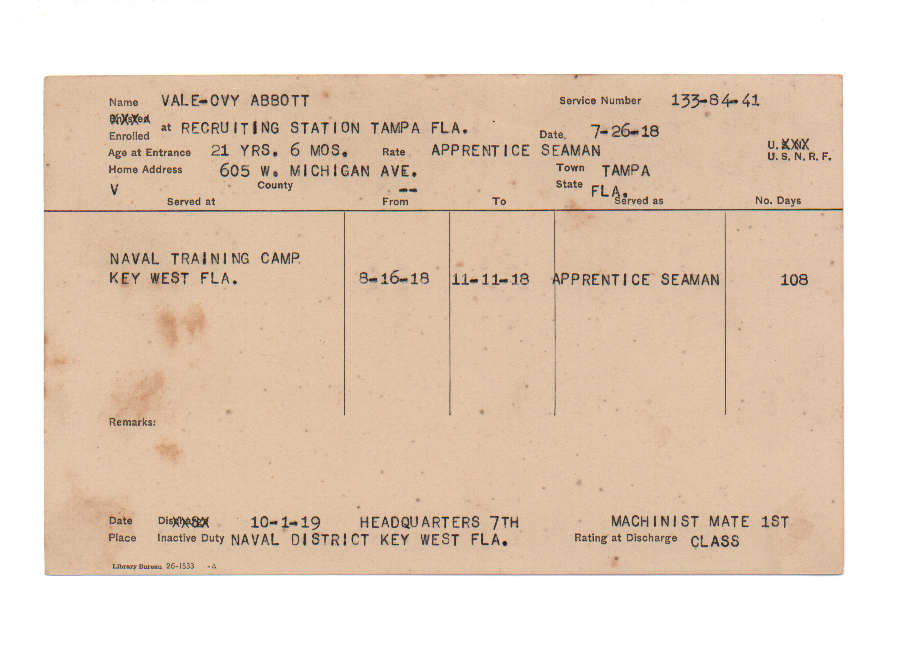 Name VALE-OVY ABBOTT Service Number 133-84-41
Enrolled at RECRUITING STATION TAMPA FLA. Date, 7-26-18
Age at Entrance 21 YRS. 6 MOS. Rate APPRENTICE SEAMAN U. S. N. R. F.
Home Address 605 W. MICHIGAN AVE. Town TAMPA
V County -- State FLA.
Served at From To Served as No. Days
NAVAL TRAINING CAMP
KEY WEST FLA. 8-16-18 11-11-18 APPRENTICE SEAMAN 108
Remarks:
Date 10-1-19 HEADQUARTERS 7TH MACHINIST MATE 1ST
Place Inactive Duty NAVAL DISTRICT KEY WEST FLA. Rating at Discharge CLASS
Library Bureau 26-1533